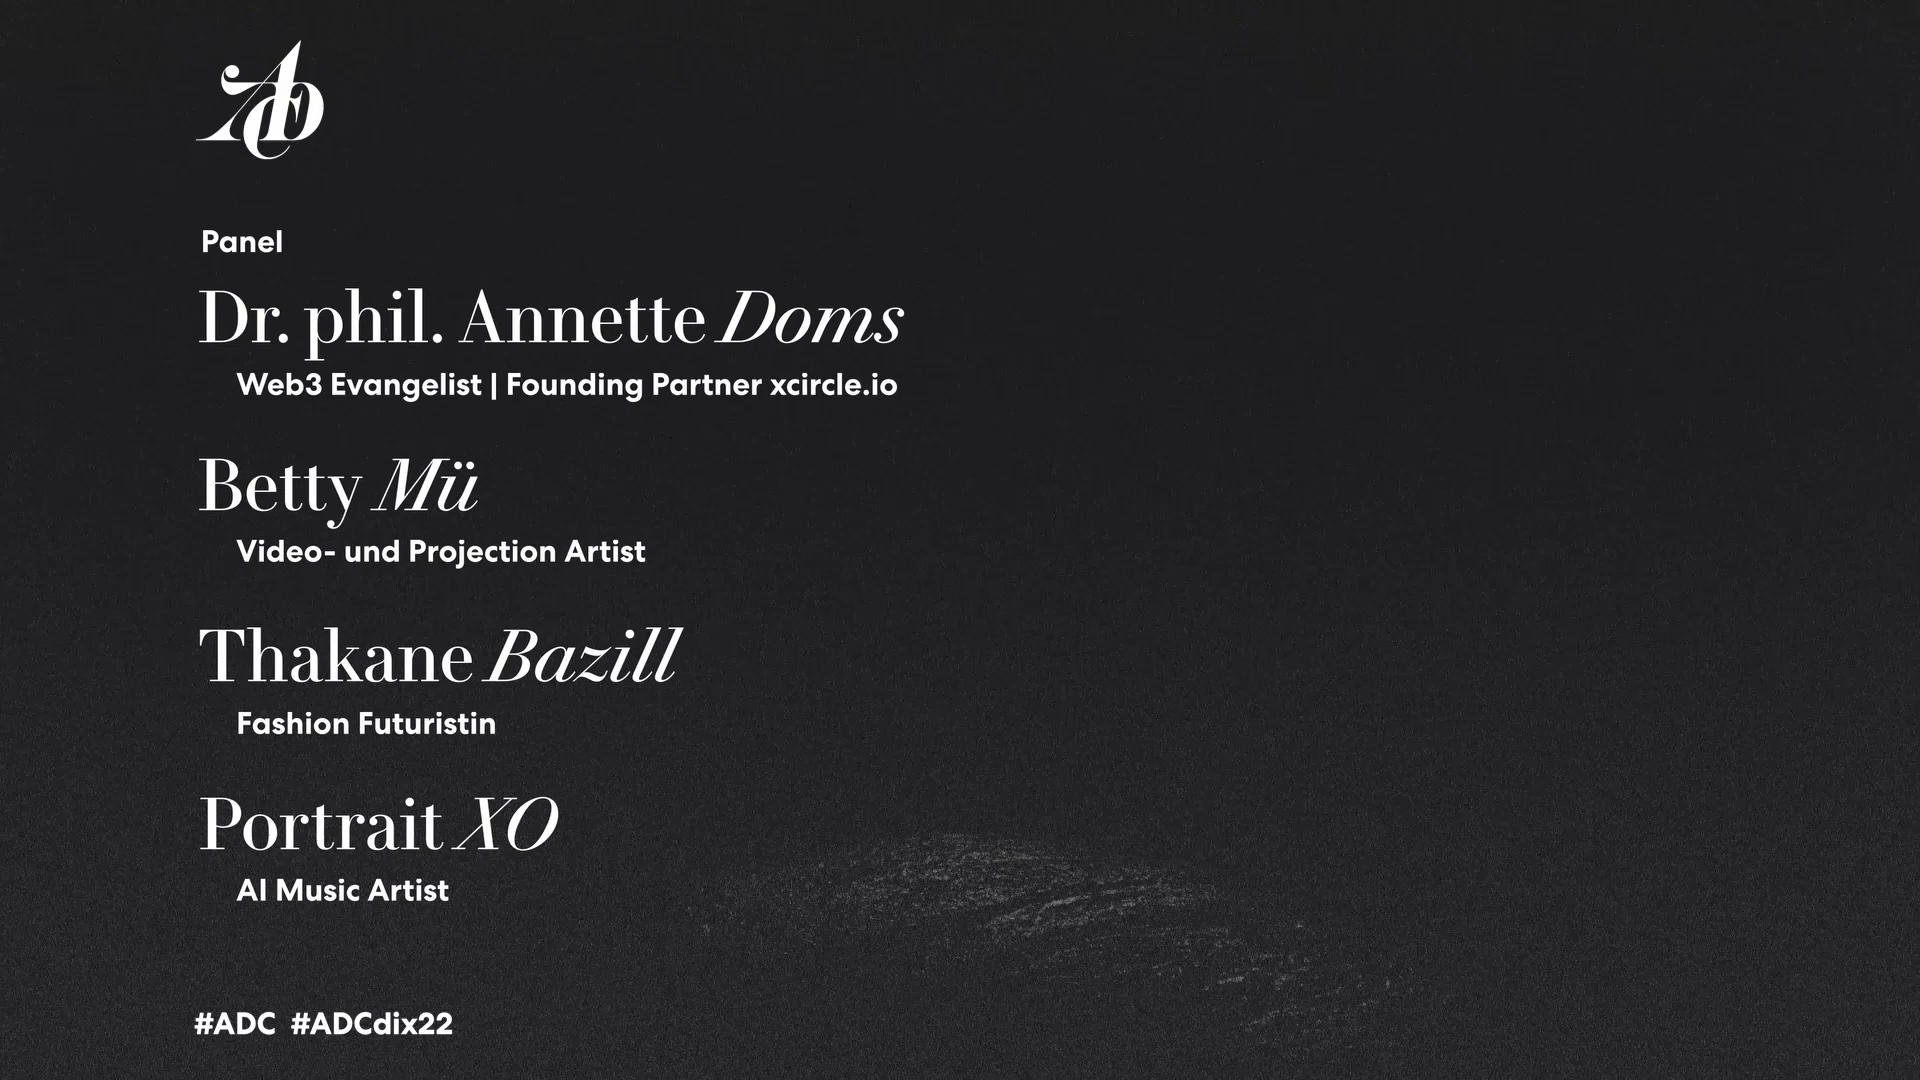 ADC
Panel
Dr. phil. Annette Doms
Web3 Evangelist | Founding Partner xcircle.io
Betty Mü
Video- und Projection Artist
Thakane Bazill
Fashion Futuristin
Portrait XO
AI Music Artist
#ADC #ADCdix22